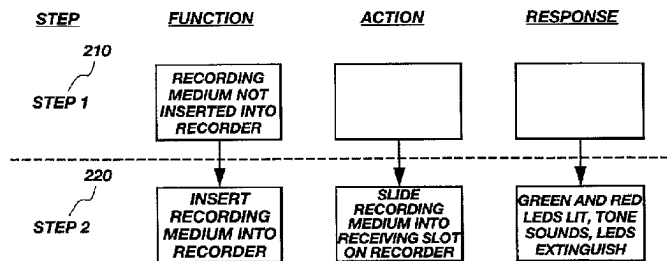 STEP FUNCTION ACTION RESPONSE
210
STEP 1
RECORDING
MEDIUM NOT
INSERTED INTO
RECORDER
220
STEP 2
INSERT
RECORDING
MEDIUM INTO
RECORDER
SLIDE
RECORDING
MEDIUM INTO
RECEIVING SLOT
ON RECORDER
GREEN AND RED
LEDS LIT, TONE
SOUNDS, LEDS
EXTINGUISH